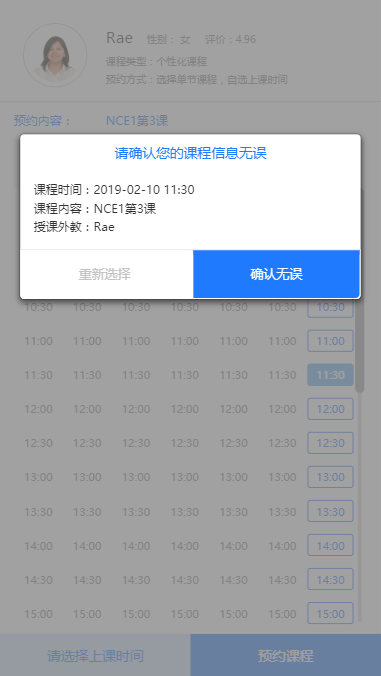 Rae 性别： 女 评价：4.96
课程类型：个性化课程
预约方式：选择单节课程，自选上课时间
预约内容： NCE1第3课
请确认您的课程信息无误
课程时间：2019-02-10 11:30
课程内容：NCE1第3课
授课外教：Rae
重新选择 确认无误
10:30 10:30 10:30 10:30 10:30 10:30 10:30
11:00 11:00 11:00 11:00 11:00 11:00 11:00
11:30 11:30 11:30 11:30 11:30 11:30 11:30
12:00 12:00 12:00 12:00 12:00 12:00 12:00
12:30 12:30 12:30 12:30 12:30 12:30 12:30
13:00 13:00 13:00 13:00 13:00 13:00 13:00
13:30 13:30 13:30 13:30 13:30 13:30 13:30
14:00 14:00 14:00 14:00 14:00 14:00 14:00
14:30 14:30 14:30 14:30 14:30 14:30 14:30
15:00 15:00 15:00 15:00 15:00 15:00 15:00
请选择上课时间 预约课程